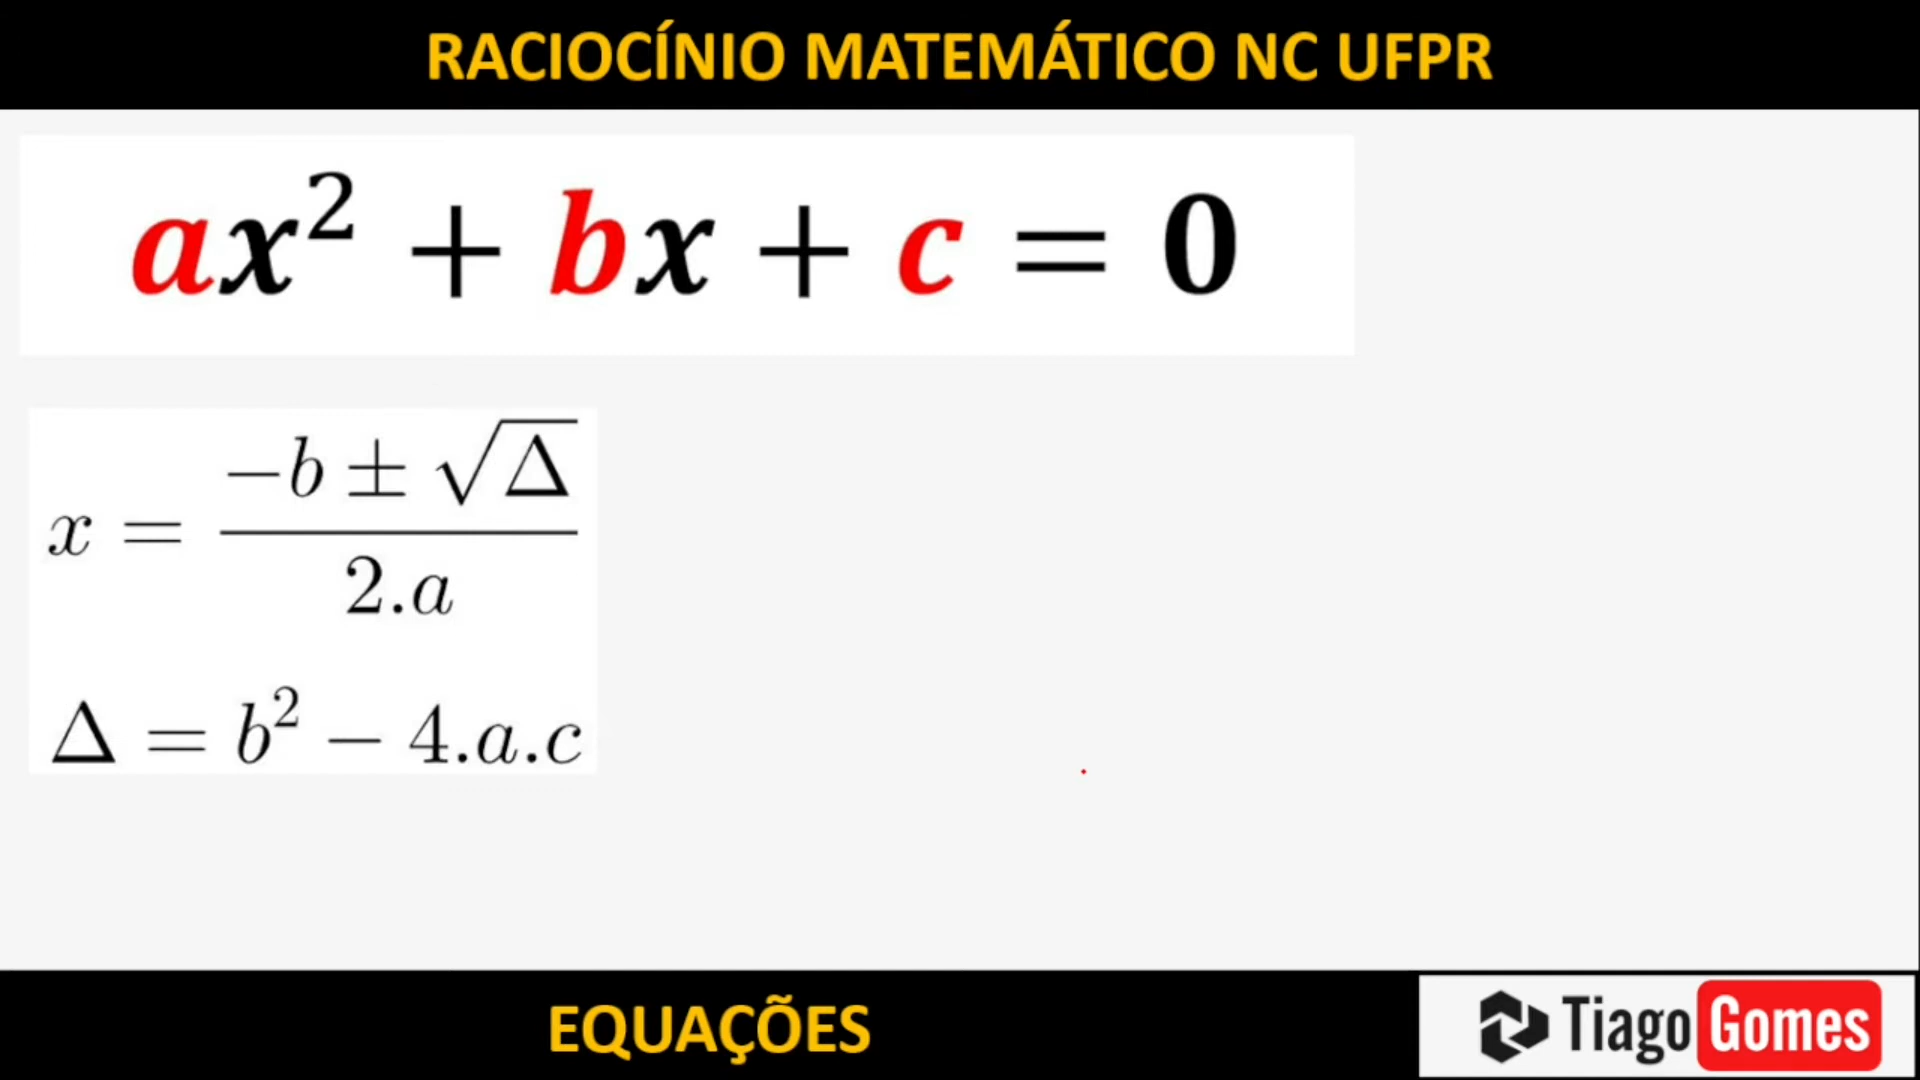 RACIOCÍNIO MATEMÁTICO NC UFPR
ax² + bx + c = 0
x = (-b ± √Δ) / 2.a
Δ = b² − 4.a.c
EQUAÇÕES
Tiago Gomes